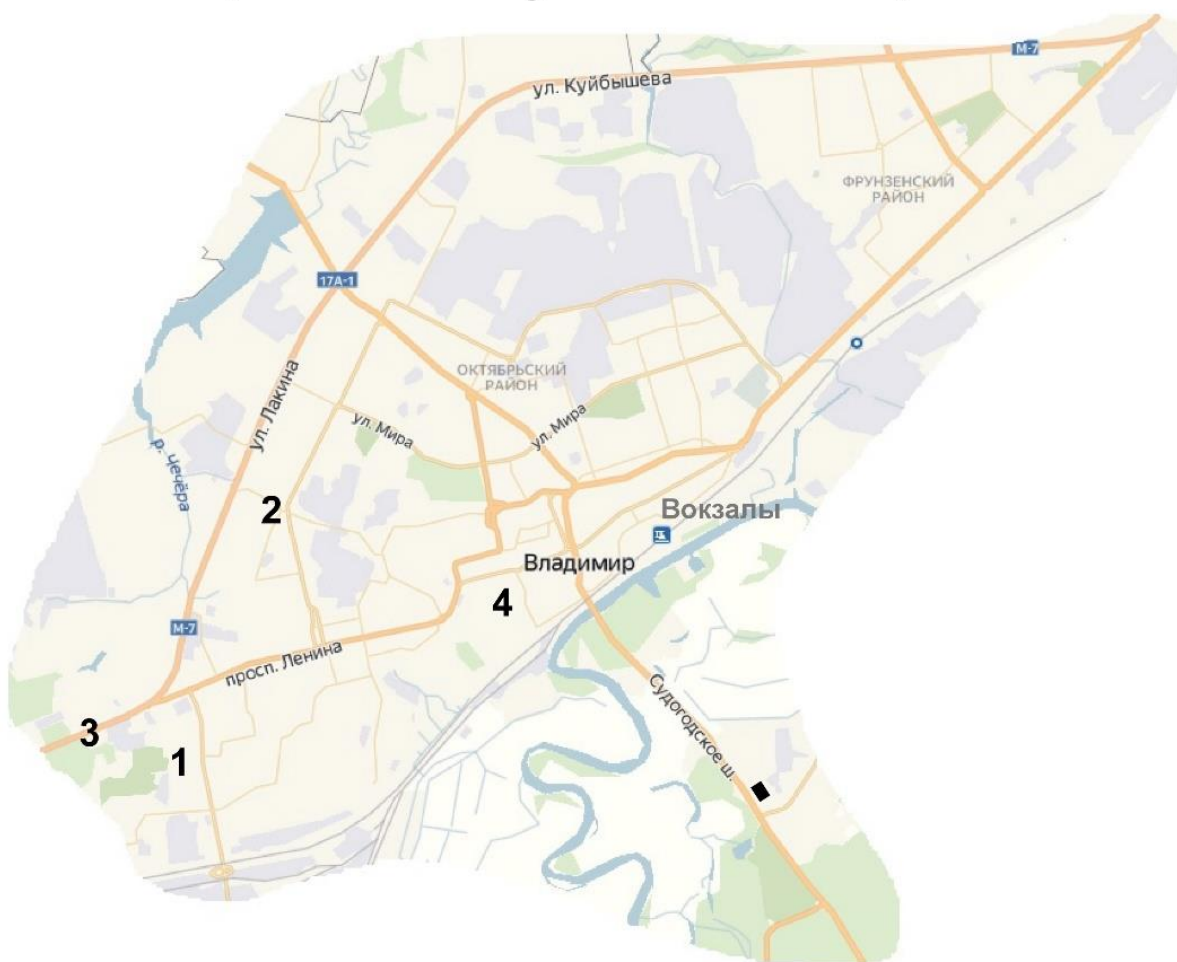 М-7
ул. Куйбышева
ФРУНЗЕНСКИЙ
РАЙОН
17А-1
ОКТЯБРЬСКИЙ
РАЙОН
ул. Лакина
ул. Мира
ул. Мира
р. Чечёра
2
Вокзалы
Владимир
4
М-7
просп. Ленина
Судогодское ш.
3
1